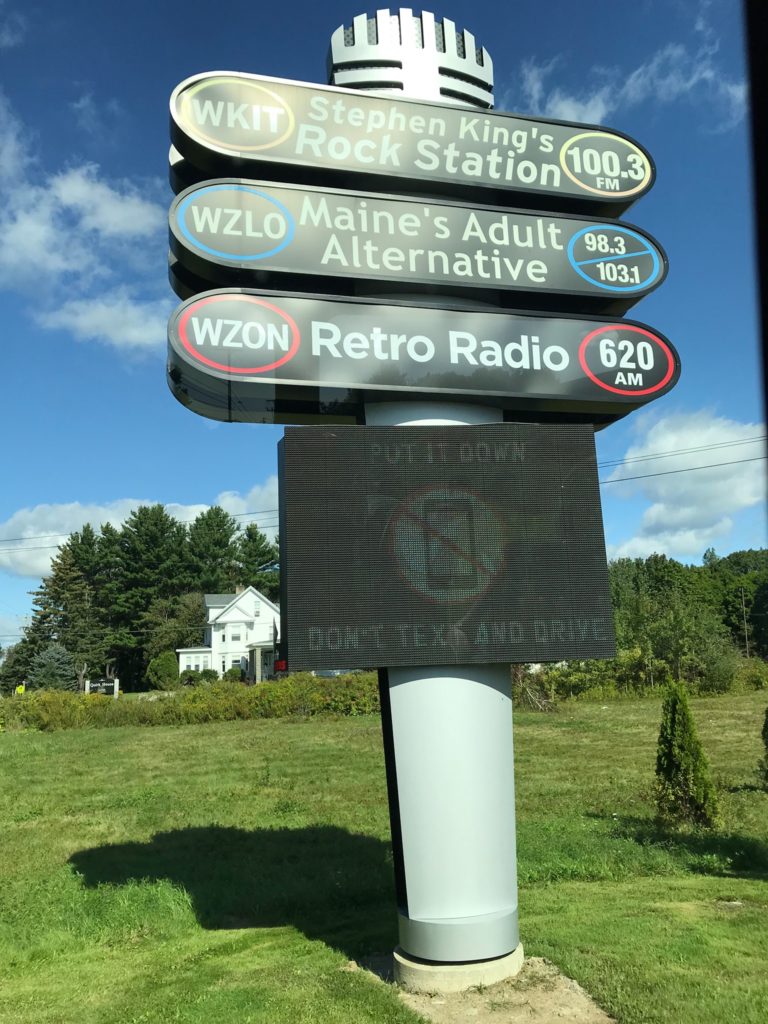 WKIT
Stephen King's
Rock Station
100.3
FM
WZLO
Maine's Adult
Alternative
98.3
103.1
WZON
Retro Radio
620
AM
PUT IT DOWN
DON'T TEXT AND DRIVE